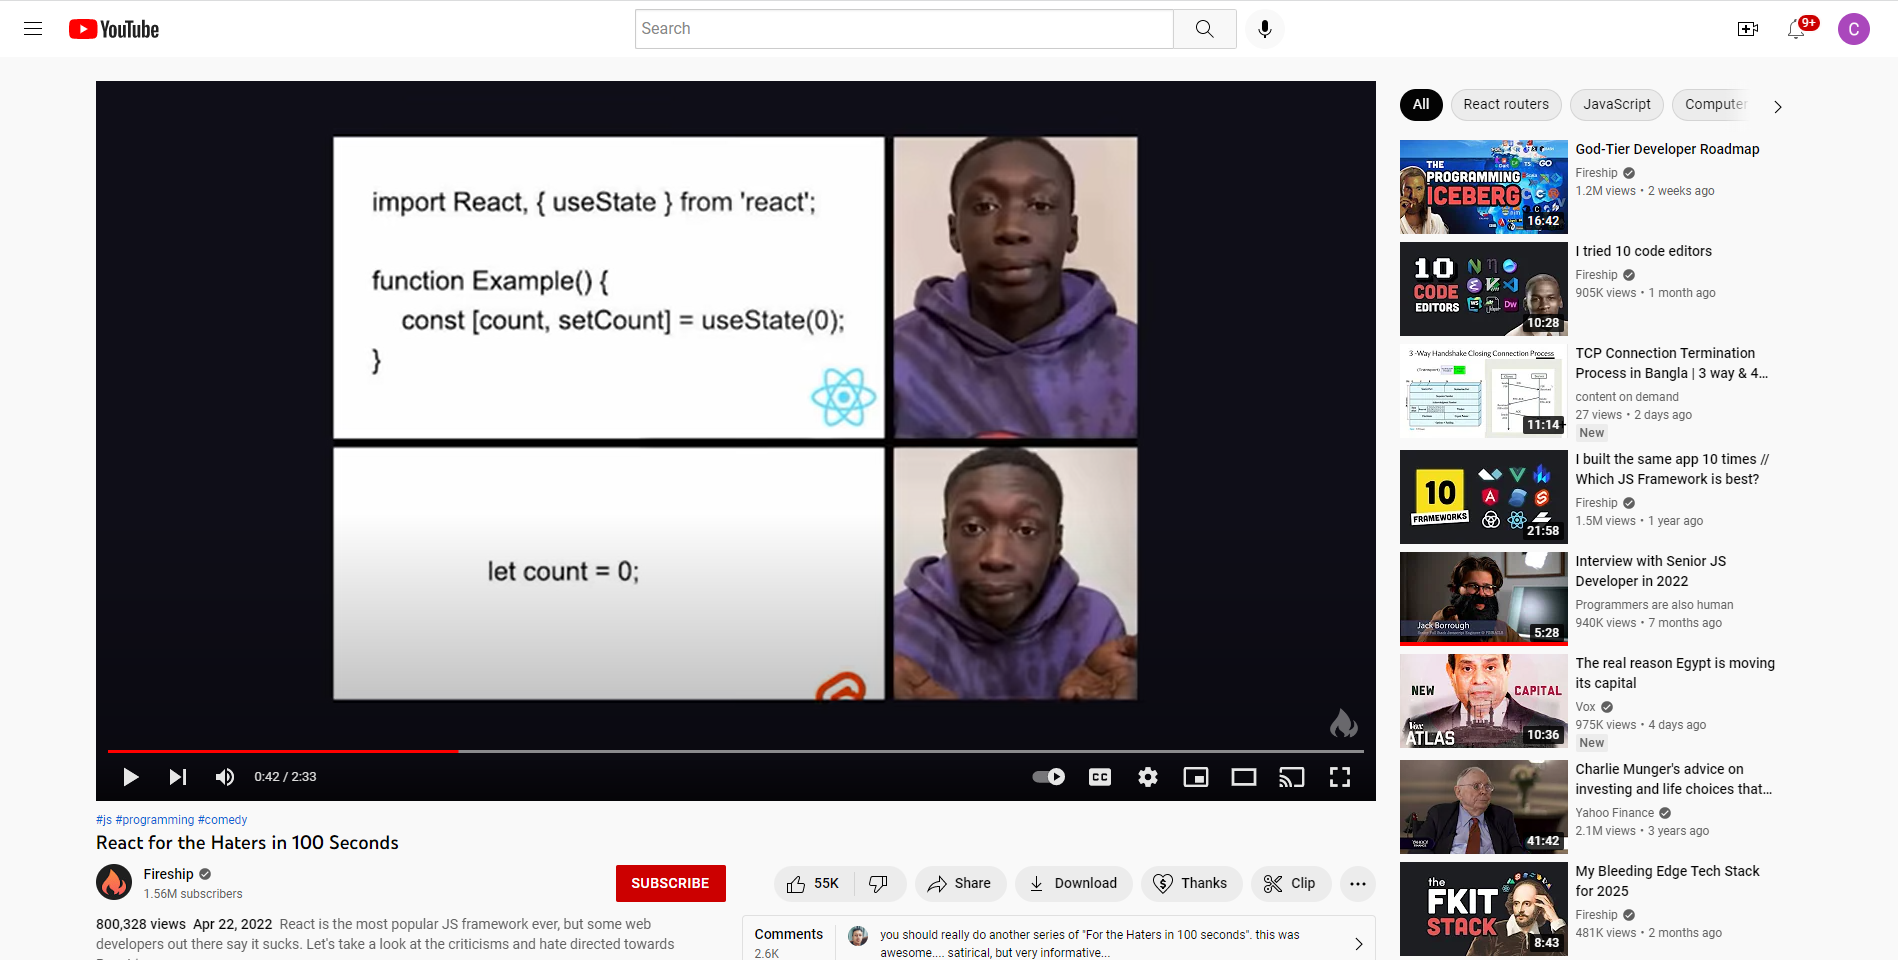 YouTube
Search
9+
C
import React, { useState } from 'react';
function Example() {
const [count, setCount] = useState(0);
}
let count = 0;
0:42 / 2:33
CC
#js #programming #comedy
React for the Haters in 100 Seconds
Fireship
1.56M subscribers
SUBSCRIBE
55K
Share
Download
Thanks
Clip
800,328 views Apr 22, 2022 React is the most popular JS framework ever, but some web
developers out there say it sucks. Let's take a look at the criticisms and hate directed towards
Comments
2.6K
you should really do another series of "For the Haters in 100 seconds". this was
awesome.... satirical, but very informative...
All
React routers
JavaScript
Computer
THE
PROGRAMMING
ICEBERG
TS
GO
16:42
God-Tier Developer Roadmap
Fireship
1.2M views • 2 weeks ago
10
CODE
EDITORS
Dw
10:28
I tried 10 code editors
Fireship
905K views • 1 month ago
3-Way Handshake Closing Connection Process
(Transport)
11:14
TCP Connection Termination
Process in Bangla | 3 way & 4...
content on demand
27 views • 2 days ago
New
10
FRAMEWORKS
21:58
I built the same app 10 times //
Which JS Framework is best?
Fireship
1.5M views • 1 year ago
Jack Borrough
5:28
Interview with Senior JS
Developer in 2022
Programmers are also human
940K views • 7 months ago
NEW
CAPITAL
Vox
ATLAS
10:36
The real reason Egypt is moving
its capital
Vox
975K views • 4 days ago
New
YAHOO!
FINANCE
41:42
Charlie Munger's advice on
investing and life choices that...
Yahoo Finance
2.1M views • 3 years ago
the
FKIT
STACK
8:43
My Bleeding Edge Tech Stack
for 2025
Fireship
481K views • 2 months ago